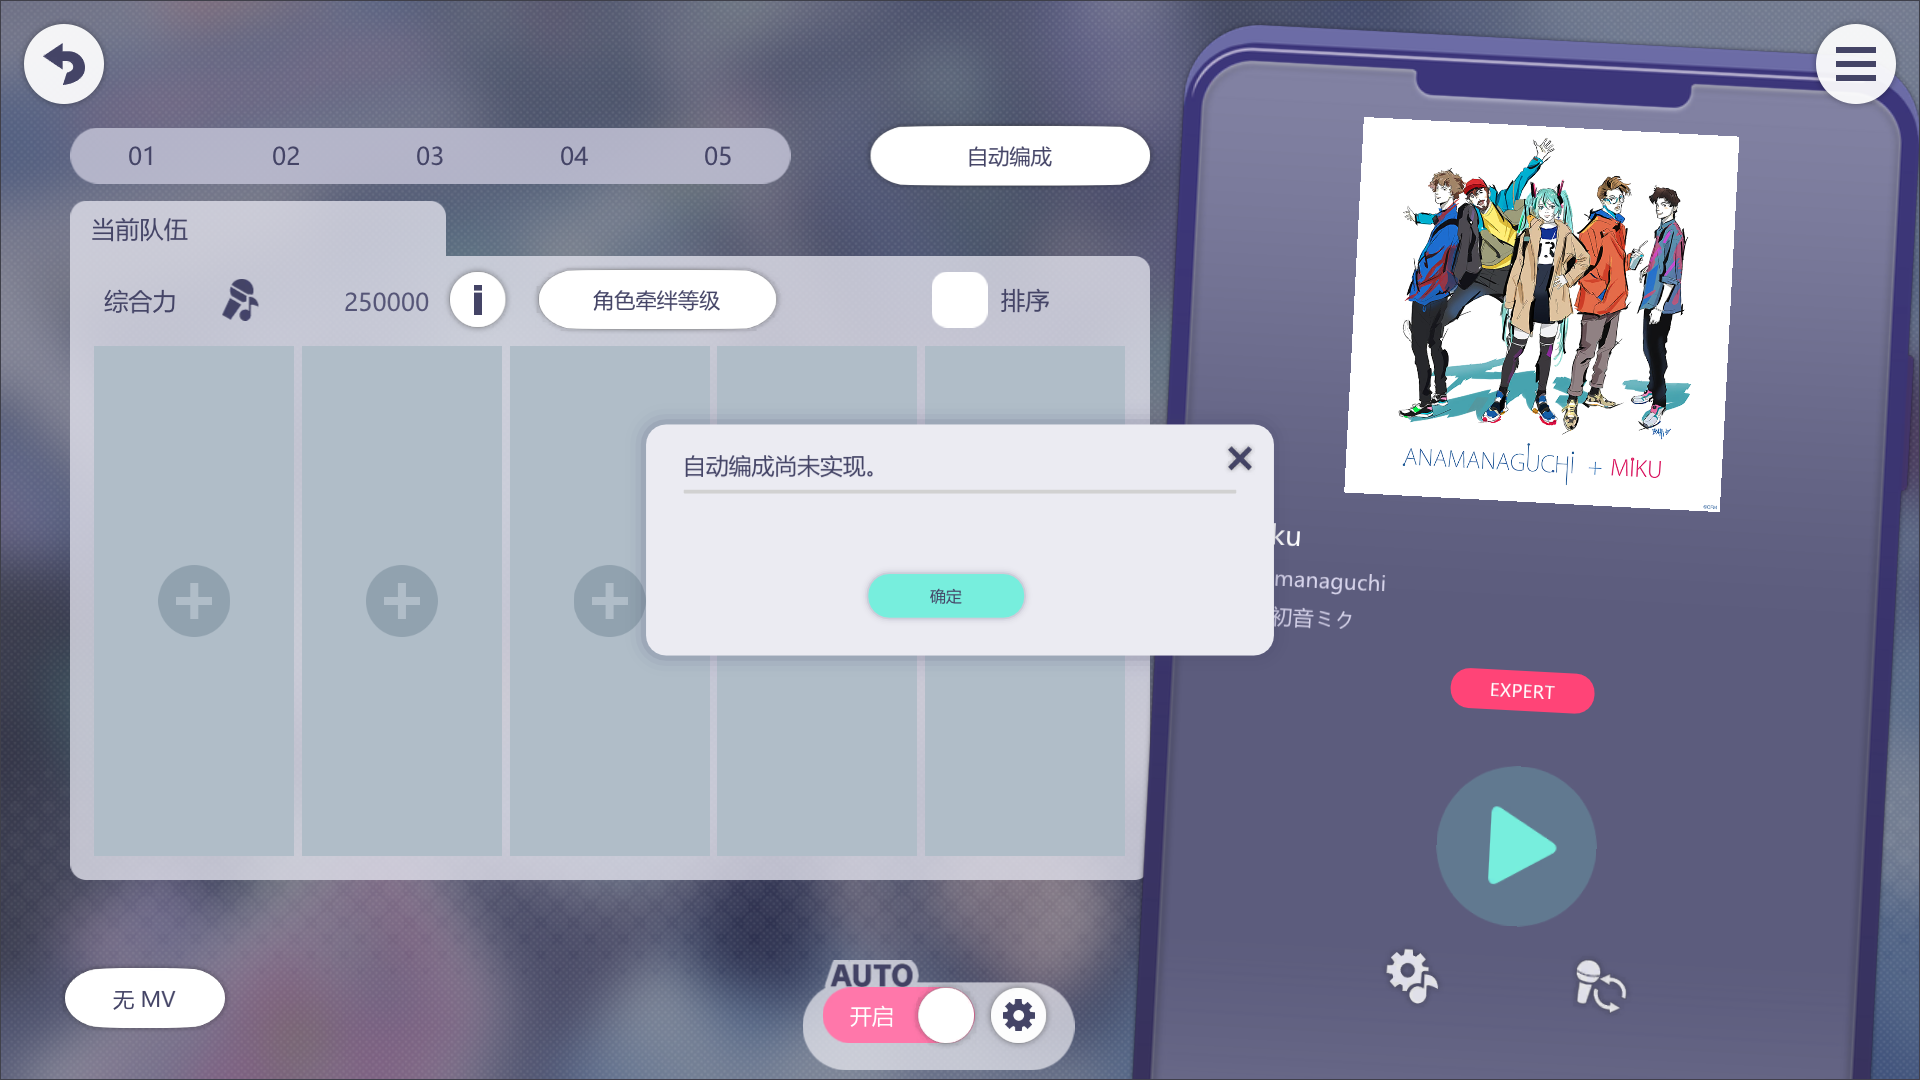 01 02 03 04 05
自动编成
当前队伍
综合力 250000 角色牵绊等级 排序
自动编成尚未实现。
确定
ANAMANAGUCHI + MIKU
ku
managuchi
初音ミク
EXPERT
无 MV
AUTO
开启